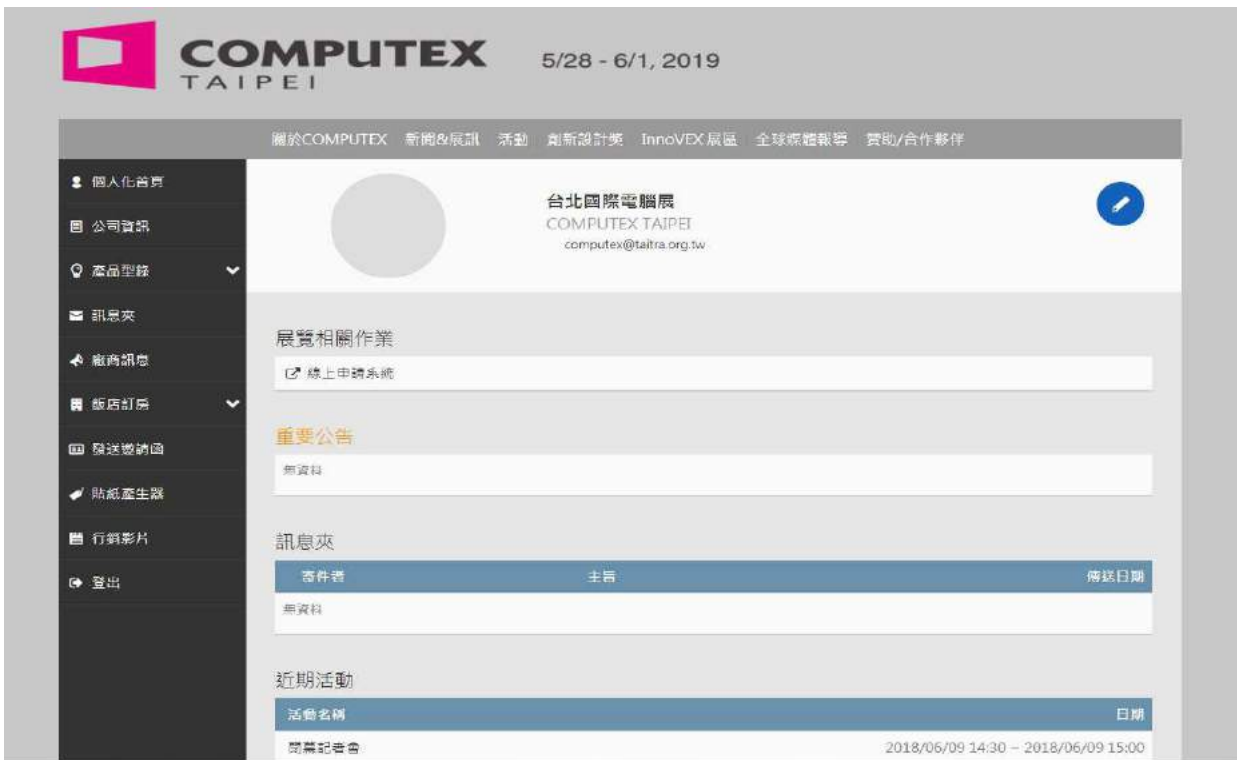 COMPUTEX
TAIPEI
5/28 - 6/1, 2019
關於COMPUTEX 新聞&展訊 活動 創新設計獎 InnoVEX 展區 全球媒體報導 贊助/合作夥伴
個人化首頁
公司資訊
產品型錄
訊息夾
廠商訊息
飯店訂房
發送邀請函
貼紙產生器
行銷影片
登出
台北國際電腦展
COMPUTEX TAIPEI
computex@taitra.org.tw
展覽相關作業
線上申請系統
重要公告
無資料
訊息夾
寄件者 主旨 傳送日期
無資料
近期活動
活動名稱 日期
閉幕記者會 2018/06/09 14:30 ~ 2018/06/09 15:00